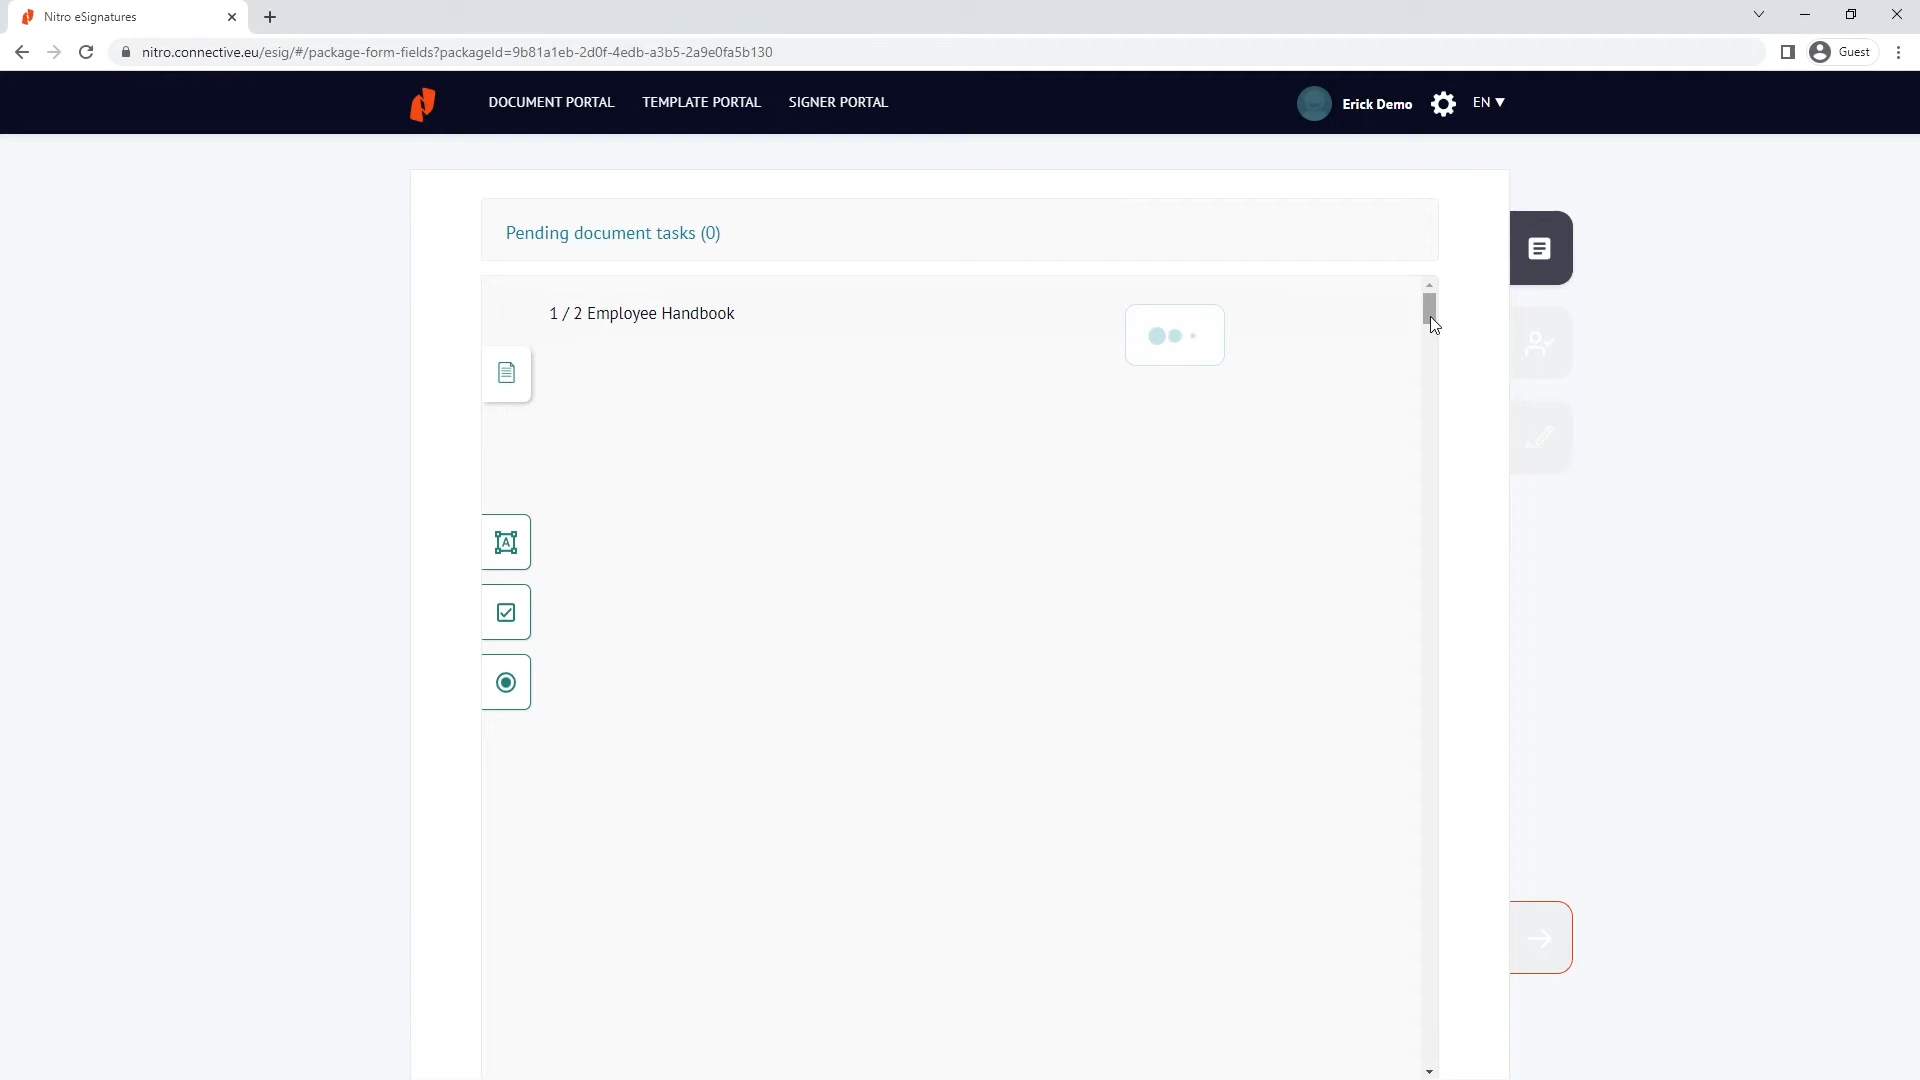 Nitro eSignatures
nitro.connective.eu/esig/#/package-form-fields?packageId=9b81a1eb-2d0f-4edb-a3b5-2a9e0fa5b130
Guest
DOCUMENT PORTAL TEMPLATE PORTAL SIGNER PORTAL
Erick Demo EN
Pending document tasks (0)
1 / 2 Employee Handbook
A